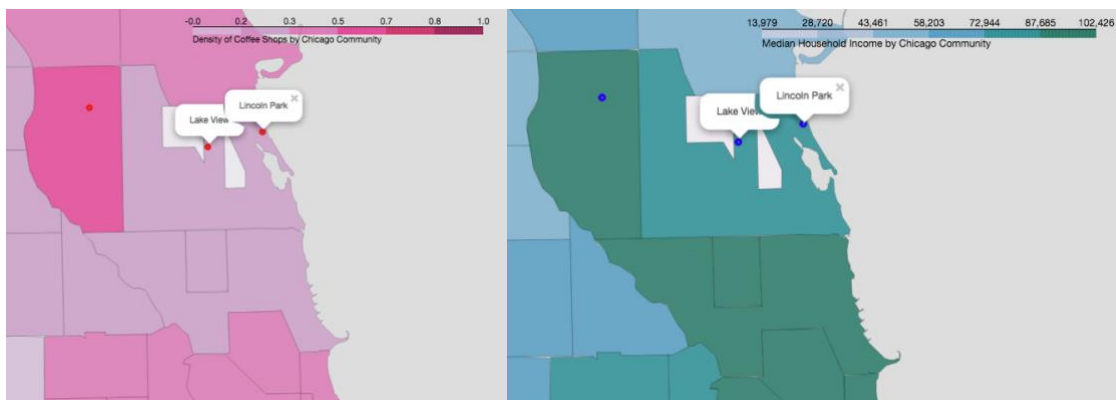 -0.0 0.2 0.3 0.5 0.7 0.8 1.0
Density of Coffee Shops by Chicago Community
Lincoln Park
Lake View
13,979 28,720 43,461 58,203 72,944 87,685 102,426
Median Household Income by Chicago Community
Lincoln Park
Lake View